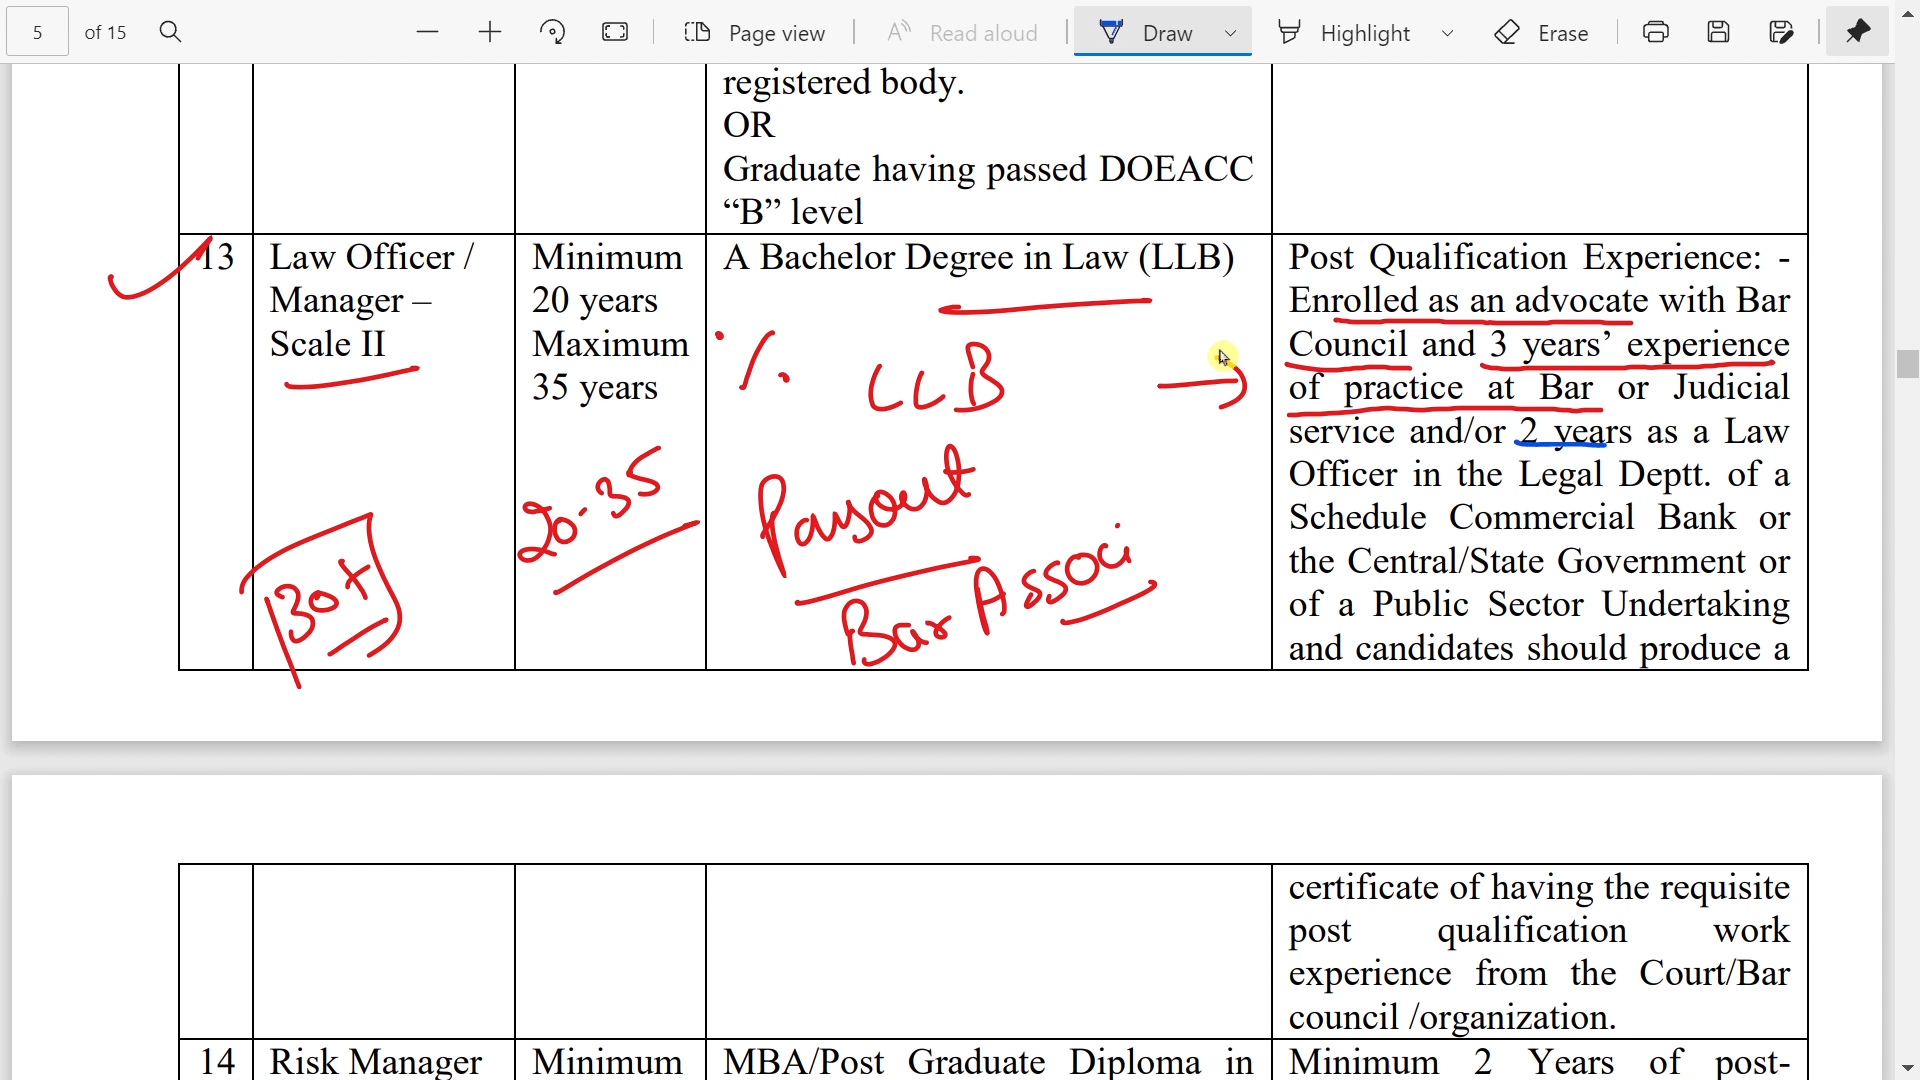 5 of 15 Page view Read aloud Draw Highlight Erase
registered body.
OR
Graduate having passed DOEACC
“B” level
13
Law Officer /
Manager –
Scale II
30+
Minimum
20 years
Maximum
35 years
20-35
A Bachelor Degree in Law (LLB)
%
LLB
Payout
Bar Associ
Post Qualification Experience: -
Enrolled as an advocate with Bar
Council and 3 years’ experience
of practice at Bar or Judicial
service and/or 2 years as a Law
Officer in the Legal Deptt. of a
Schedule Commercial Bank or
the Central/State Government or
of a Public Sector Undertaking
and candidates should produce a
certificate of having the requisite
post qualification work
experience from the Court/Bar
council /organization.
14 Risk Manager Minimum MBA/Post Graduate Diploma in Minimum 2 Years of post-